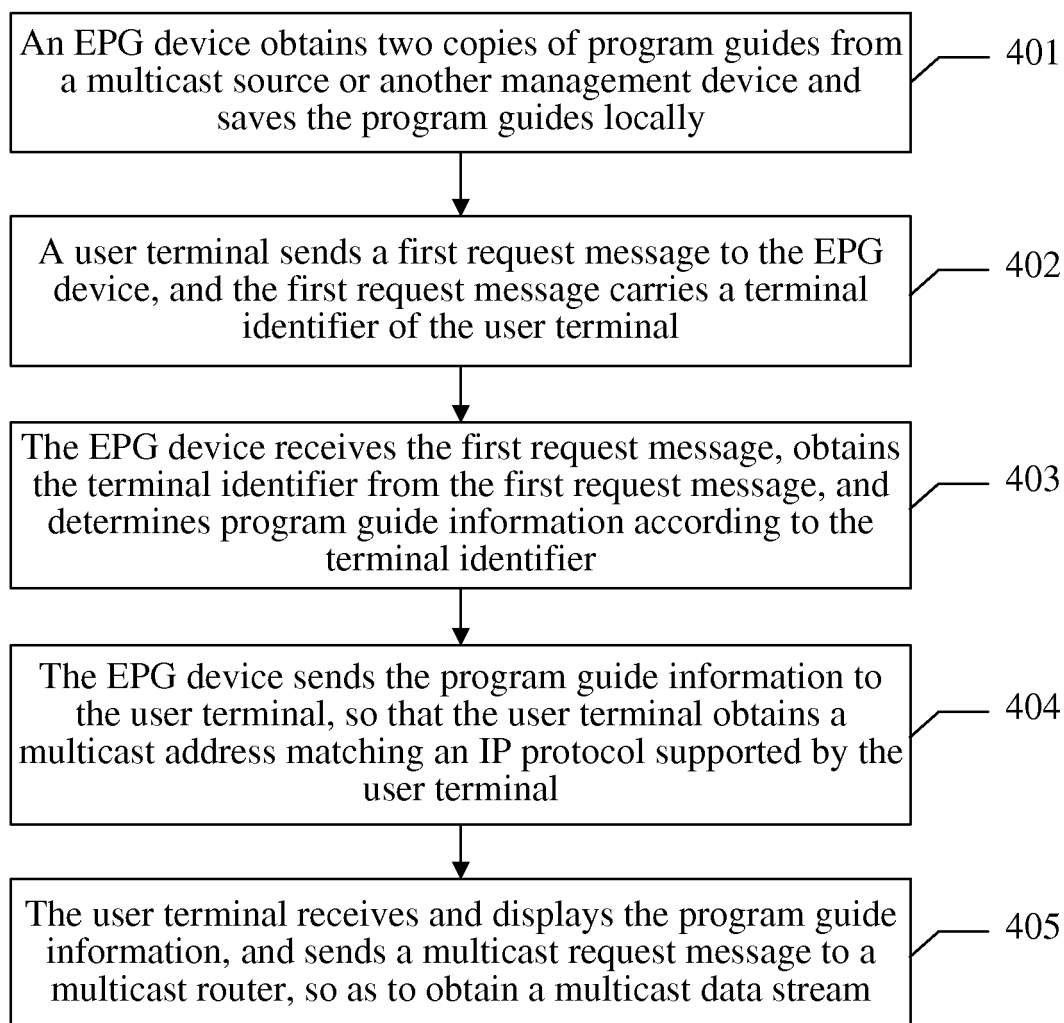 An EPG device obtains two copies of program guides from
a multicast source or another management device and
saves the program guides locally
401
A user terminal sends a first request message to the EPG
device, and the first request message carries a terminal
identifier of the user terminal
402
The EPG device receives the first request message, obtains
the terminal identifier from the first request message, and
determines program guide information according to the
terminal identifier
403
The EPG device sends the program guide information to
the user terminal, so that the user terminal obtains a
multicast address matching an IP protocol supported by the
user terminal
404
The user terminal receives and displays the program guide
information, and sends a multicast request message to a
multicast router, so as to obtain a multicast data stream
405